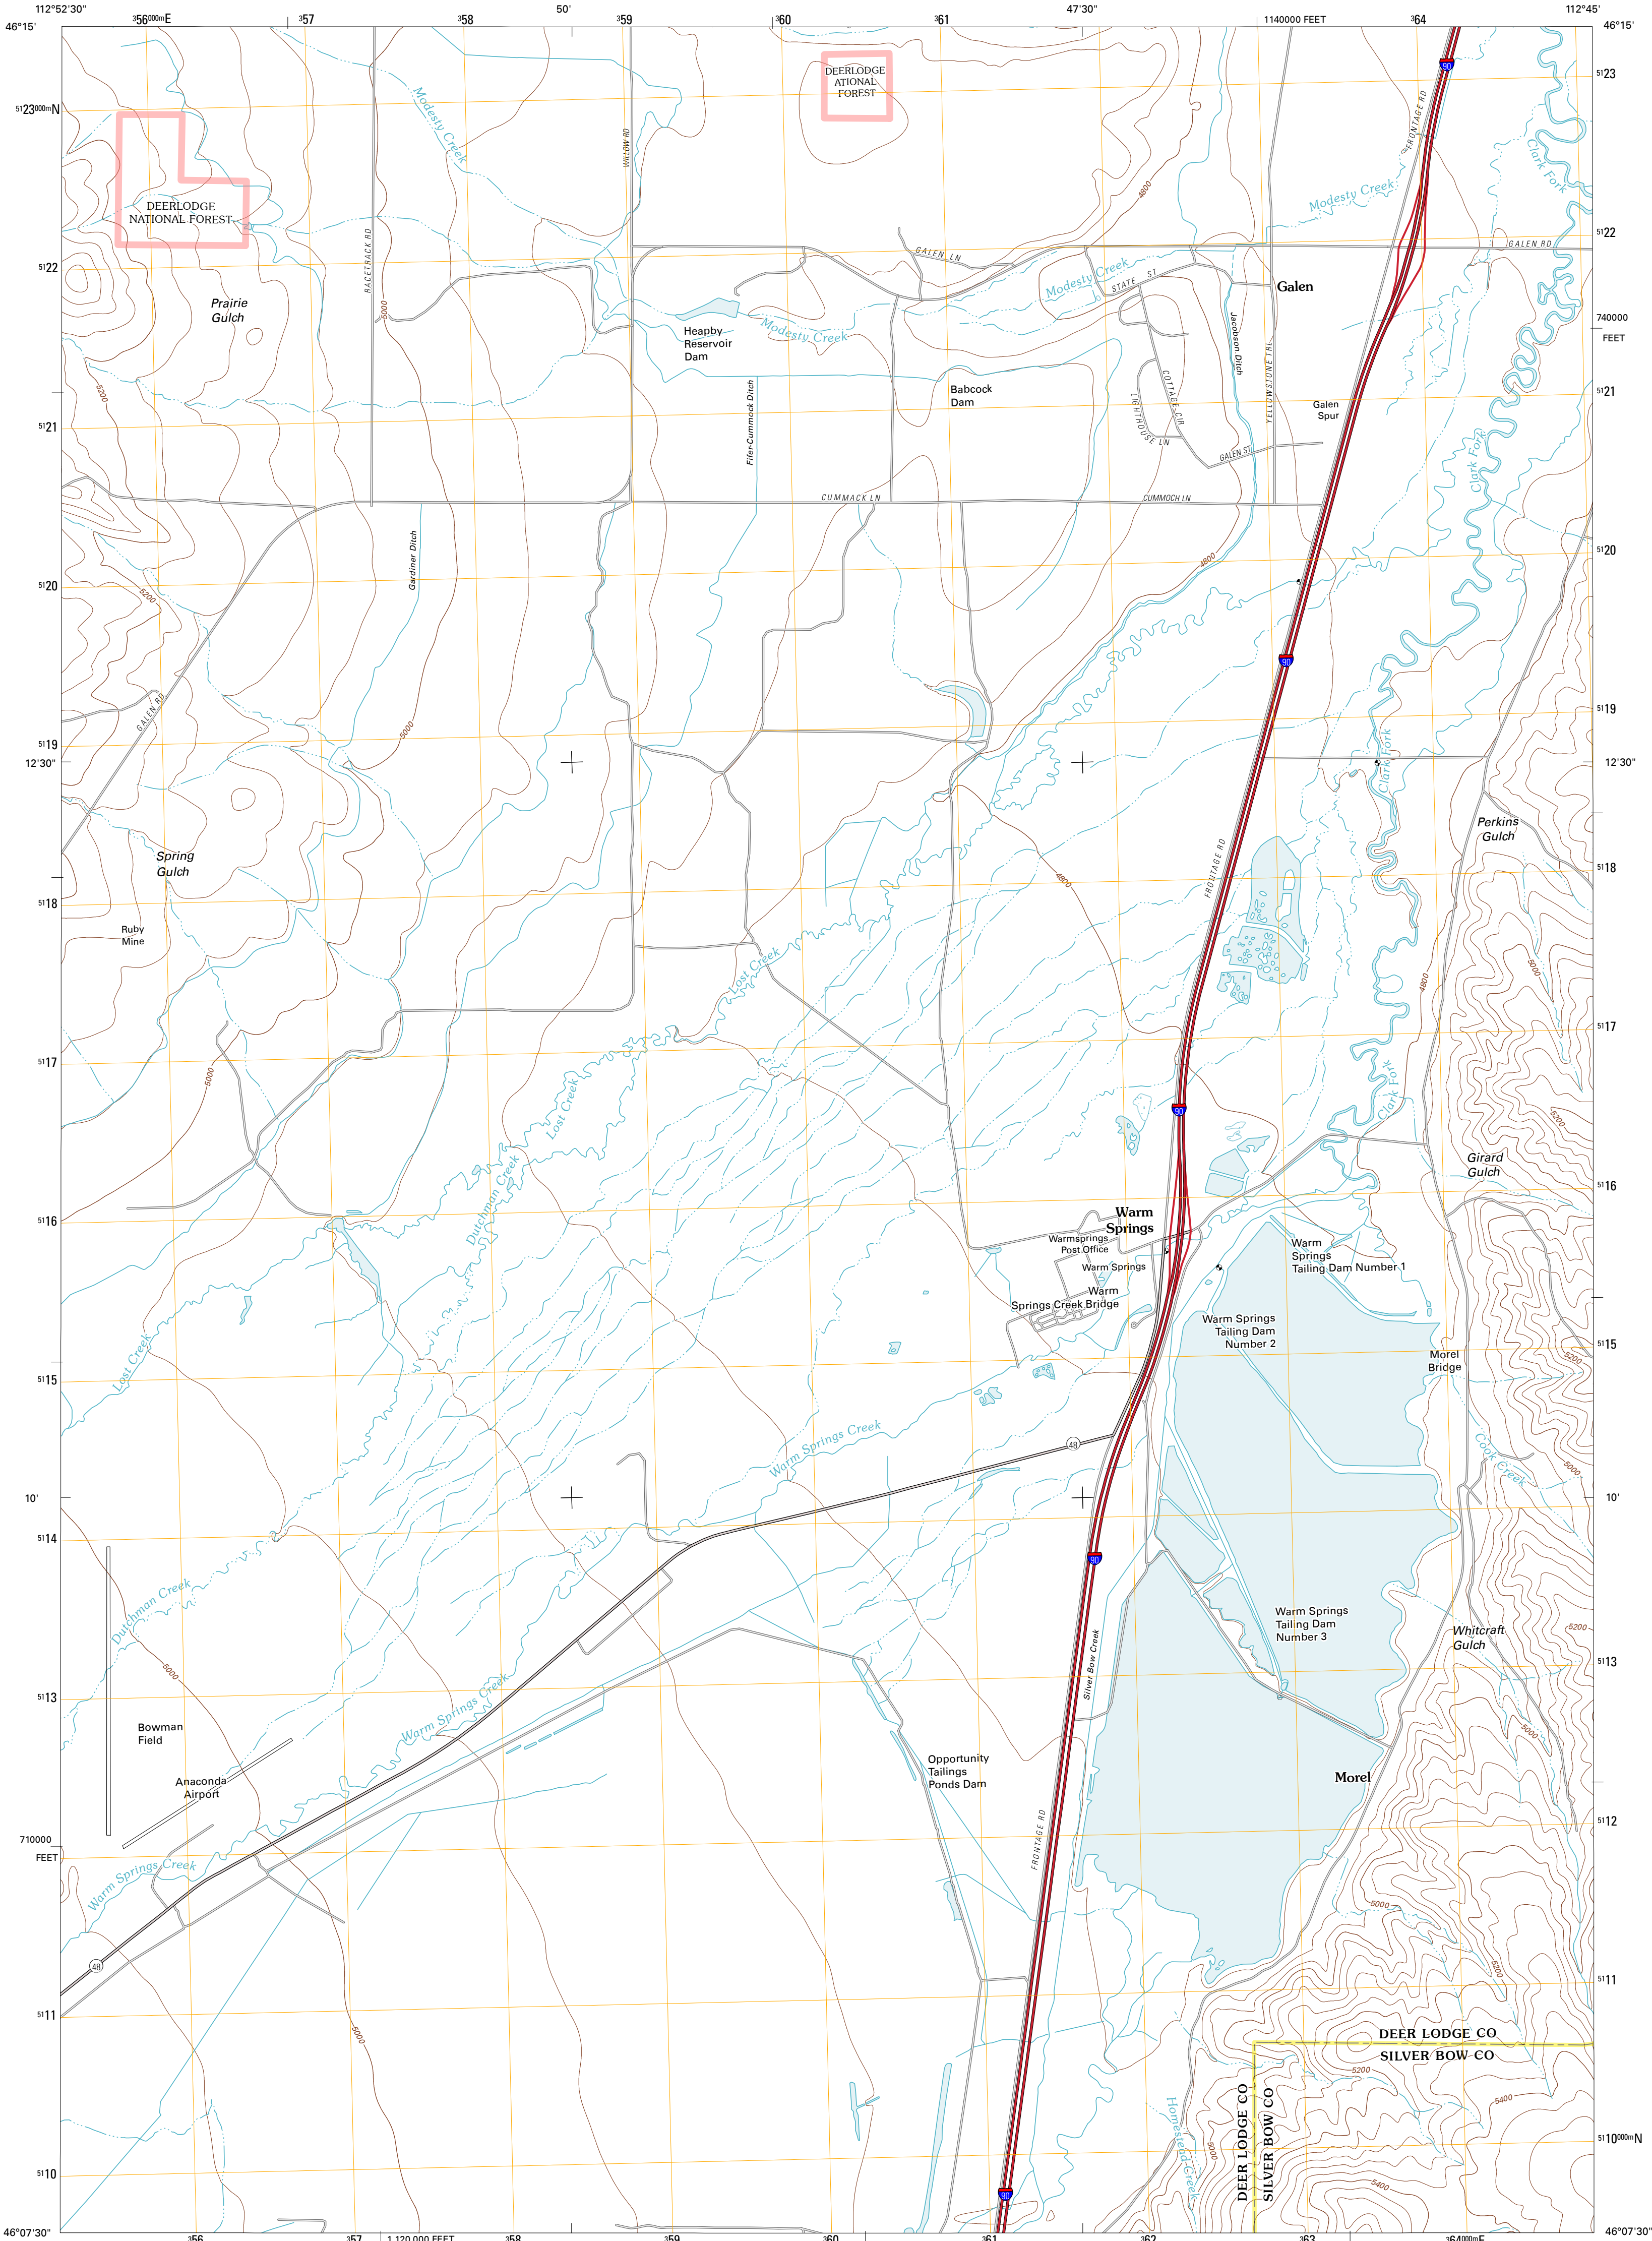 112°52'30"
³56⁰⁰⁰ᵐE
³57
³58
50'
³59
³60
³61
47'30"
1140000 FEET
³64
112°45'
46°15'
46°15'
90
⁵¹23
⁵¹23⁰⁰⁰ᵐN
DEERLODGE
ATIONAL
FOREST
Modesty Creek
WILLOW RD
FRONTAGE RD
Clark Fork
4800
DEERLODGE
NATIONAL FOREST
Modesty Creek
⁵¹22
GALEN RD
RACETRACK RD
GALEN LN
⁵¹22
Modesty Creek
STATE ST
Galen
Prairie
Gulch
5000
740000
FEET
Heapby
Reservoir
Dam
Modesty Creek
Jacobson Ditch
YELLOWSTONE TRL
5200
Fifer-Cummock Ditch
Babcock
Dam
COTTAGE CIR
LIGHTHOUSE LN
Galen
Spur
⁵¹21
⁵¹21
GALEN ST
Clark Fork
CUMMACK LN
CUMMOCH LN
Gardiner Ditch
⁵¹20
4800
⁵¹20
5200
90
GALEN RD
5000
⁵¹19
⁵¹19
12'30"
12'30"
Clark Fork
Perkins
Gulch
Spring
Gulch
FRONTAGE RD
4800
⁵¹18
⁵¹18
Ruby
Mine
Lost Creek
5000
4800
⁵¹17
⁵¹17
5000
Lost Creek
Clark Fork
90
5200
Girard
Gulch
Dutchman Creek
⁵¹16
⁵¹16
Warm
Springs
Warmsprings
Post Office
Warm Springs
Warm
Springs Creek Bridge
Warm
Springs
Tailing Dam Number 1
Warm Springs
Tailing Dam
Number 2
Lost Creek
⁵¹15
⁵¹15
Morel
Bridge
5200
Warm Springs Creek
48
Cook Creek
5000
10'
10'
⁵¹14
⁵¹14
90
Dutchman Creek
Warm Springs
Tailing Dam
Number 3
Whitcraft
Gulch
5200
5000
Silver Bow Creek
⁵¹13
⁵¹13
Warm Springs Creek
5000
Bowman
Field
Opportunity
Tailings
Ponds Dam
Anaconda
Airport
Morel
FRONTAGE RD
710000
FEET
⁵¹12
Warm Springs Creek
5000
48
5200
⁵¹11
⁵¹11
5000
DEER LODGE CO
SILVER BOW CO
5200
5400
Homestead Creek
DEER LODGE CO
SILVER BOW CO
5000
⁵¹10⁰⁰⁰ᵐN
⁵¹10
5400
90
46°07'30"
46°07'30"
³56
³57
1 120 000 FEET
³58
³59
³60
³61
³62
³63
³64⁰⁰⁰ᵐE